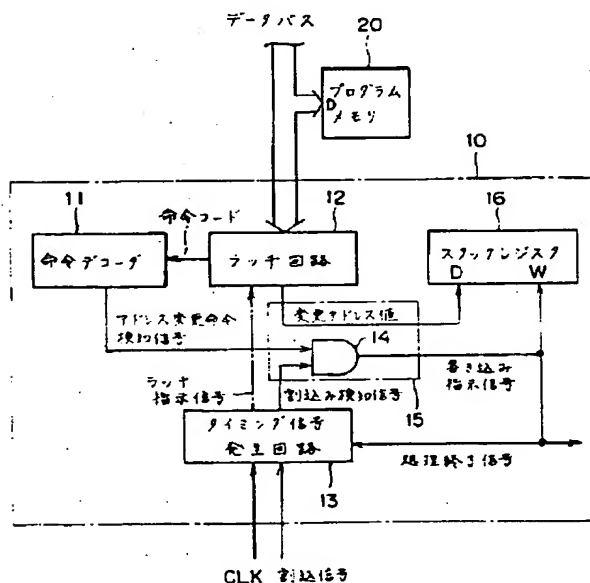 データバス
20
プログラム
D
メモリ
10
11
命令コード
12
16
命令デコーダ
ラッチ回路
スタックレジスタ
D
W
アドレス変更命令
検知信号
変更アドレス値
14
書き込み
指示信号
ラッチ
指示信号
割込み検知信号
15
タイミング信号
発生回路
処理終了信号
13
CLK
割込信号